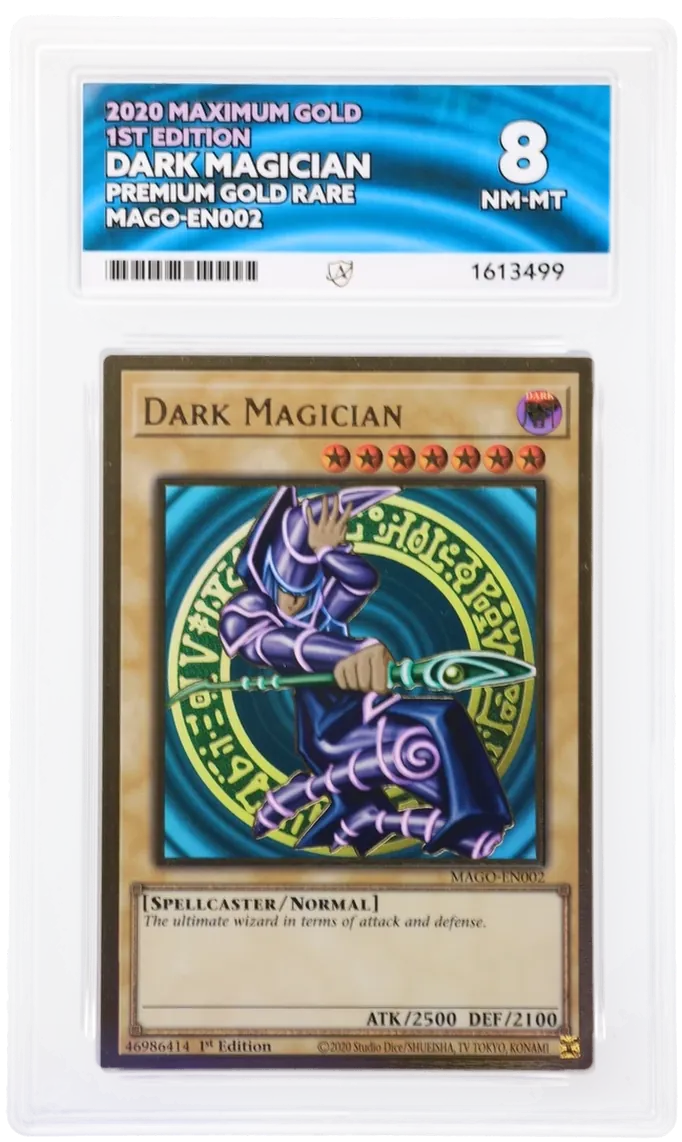 2020 MAXIMUM GOLD
1ST EDITION
DARK MAGICIAN
PREMIUM GOLD RARE
MAGO-EN002
8
NM-MT
1613499
DARK MAGICIAN
DARK
MAGO-EN002
[SPELLCASTER/NORMAL]
The ultimate wizard in terms of attack and defense.
ATK/2500 DEF/2100
46986414 1st Edition ©2020 Studio Dice/SHUEISHA, TV TOKYO, KONAMI